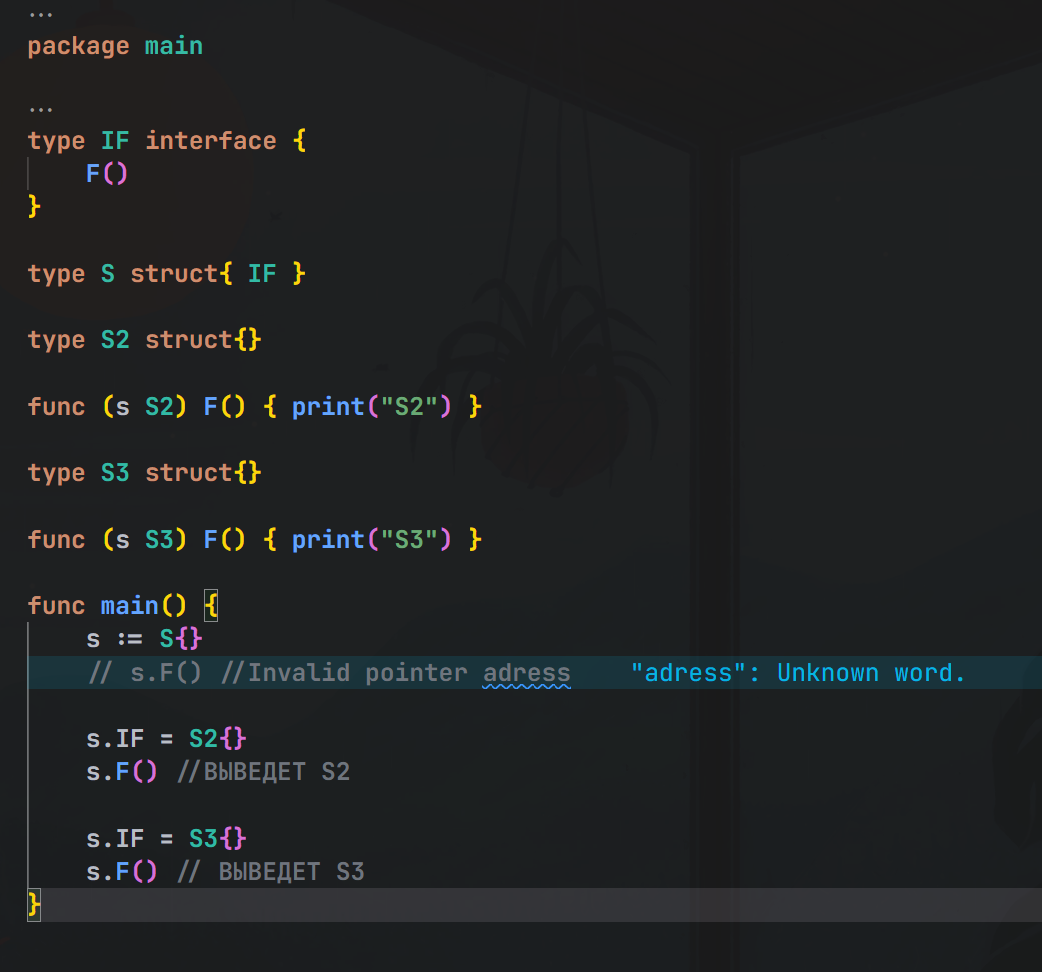 ...
package main
...
type IF interface {
    F()
}
type S struct{ IF }
type S2 struct{}
func (s S2) F() { print("S2") }
type S3 struct{}
func (s S3) F() { print("S3") }
func main() {
    s := S{}
    // s.F() //Invalid pointer adress    "adress": Unknown word.
    s.IF = S2{}
    s.F() //ВЫВЕДЕТ S2
    s.IF = S3{}
    s.F() // ВЫВЕДЕТ S3
}